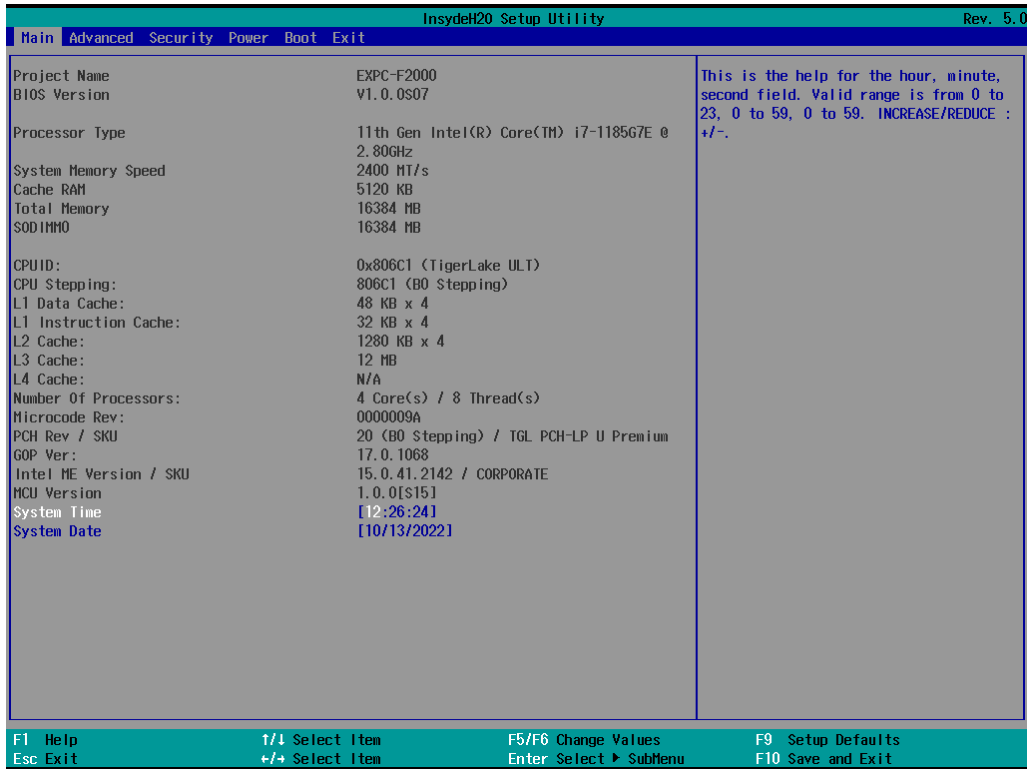 InsydeH20 Setup Utility Rev. 5.0
Main Advanced Security Power Boot Exit
Project Name EXPC-F2000
BIOS Version V1.0.0S07
Processor Type 11th Gen Intel(R) Core(TM) i7-1185G7E @
2.80GHz
System Memory Speed 2400 MT/s
Cache RAM 5120 KB
Total Memory 16384 MB
SODIMM0 16384 MB
CPUID: 0x806C1 (TigerLake ULT)
CPU Stepping: 806C1 (B0 Stepping)
L1 Data Cache: 48 KB x 4
L1 Instruction Cache: 32 KB x 4
L2 Cache: 1280 KB x 4
L3 Cache: 12 MB
L4 Cache: N/A
Number Of Processors: 4 Core(s) / 8 Thread(s)
Microcode Rev: 0000009A
PCH Rev / SKU 20 (B0 Stepping) / TGL PCH-LP U Premium
GOP Ver: 17.0.1068
Intel ME Version / SKU 15.0.41.2142 / CORPORATE
MCU Version 1.0.0[S15]
System Time [12:26:24]
System Date [10/13/2022]
This is the help for the hour, minute,
second field. Valid range is from 0 to
23, 0 to 59, 0 to 59. INCREASE/REDUCE :
+/-.
F1 Help ↑/↓ Select Item F5/F6 Change Values F9 Setup Defaults
Esc Exit ←/→ Select Item Enter Select ▶ SubMenu F10 Save and Exit